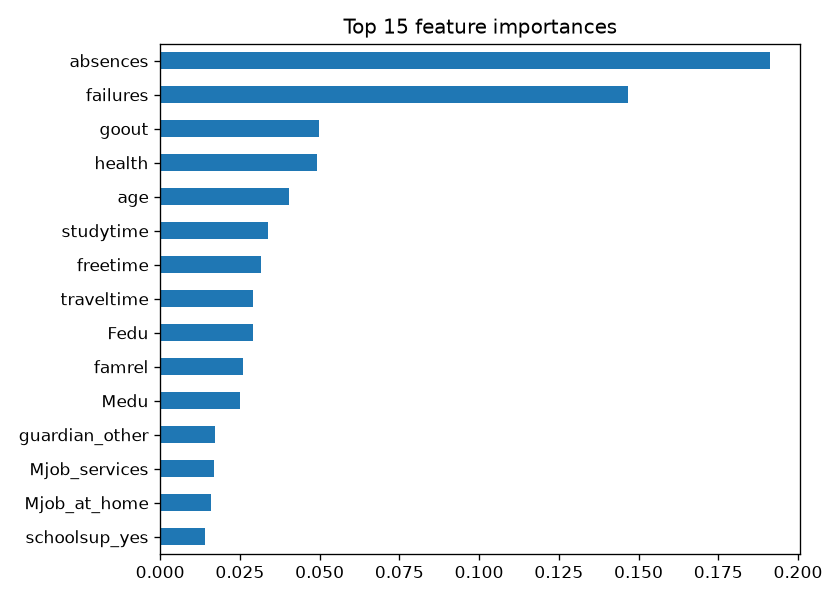 Top 15 feature importances
absences
failures
goout
health
age
studytime
freetime
traveltime
Fedu
famrel
Medu
guardian_other
Mjob_services
Mjob_at_home
schoolsup_yes
0.000 0.025 0.050 0.075 0.100 0.125 0.150 0.175 0.200